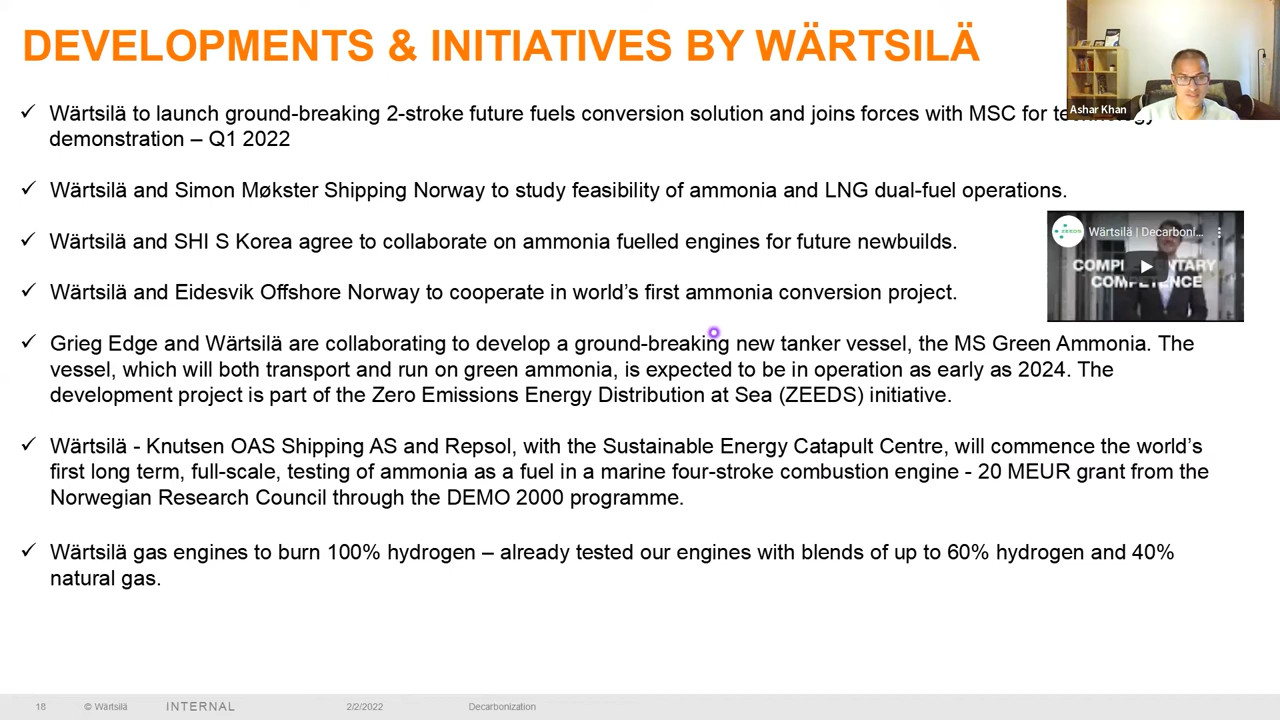 DEVELOPMENTS & INITIATIVES BY WÄRTSILÄ
Ashar Khan
✓ Wärtsilä to launch ground-breaking 2-stroke future fuels conversion solution and joins forces with MSC for technology
demonstration – Q1 2022
✓ Wärtsilä and Simon Møkster Shipping Norway to study feasibility of ammonia and LNG dual-fuel operations.
ZEEDS
Wärtsilä | Decarboni...
✓ Wärtsilä and SHI S Korea agree to collaborate on ammonia fuelled engines for future newbuilds.
✓ Wärtsilä and Eidesvik Offshore Norway to cooperate in world's first ammonia conversion project.
✓ Grieg Edge and Wärtsilä are collaborating to develop a ground-breaking new tanker vessel, the MS Green Ammonia. The
vessel, which will both transport and run on green ammonia, is expected to be in operation as early as 2024. The
development project is part of the Zero Emissions Energy Distribution at Sea (ZEEDS) initiative.
✓ Wärtsilä - Knutsen OAS Shipping AS and Repsol, with the Sustainable Energy Catapult Centre, will commence the world's
first long term, full-scale, testing of ammonia as a fuel in a marine four-stroke combustion engine - 20 MEUR grant from the
Norwegian Research Council through the DEMO 2000 programme.
✓ Wärtsilä gas engines to burn 100% hydrogen – already tested our engines with blends of up to 60% hydrogen and 40%
natural gas.
18 © Wärtsilä INTERNAL 2/2/2022 Decarbonization